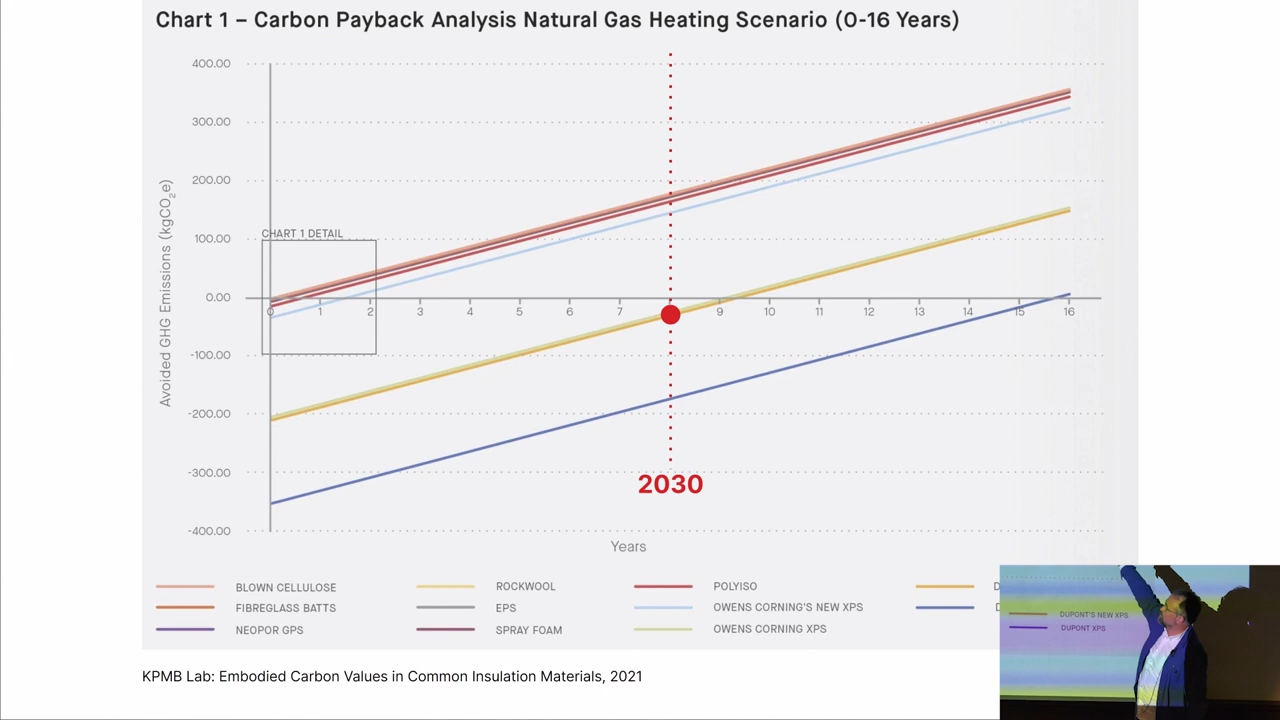 Chart 1 – Carbon Payback Analysis Natural Gas Heating Scenario (0-16 Years)
400.00
300.00
200.00
100.00
0.00
-100.00
-200.00
-300.00
-400.00
Avoided GHG Emissions (kgCO₂e)
CHART 1 DETAIL
0 1 2 3 4 5 6 7 9 10 11 12 13 14 15 16
2030
Years
BLOWN CELLULOSE
ROCKWOOL
POLYISO
D
FIBREGLASS BATTS
EPS
OWENS CORNING'S NEW XPS
D
NEOPOR GPS
SPRAY FOAM
OWENS CORNING XPS
DUPONT'S NEW XPS
DUPONT XPS
KPMB Lab: Embodied Carbon Values in Common Insulation Materials, 2021